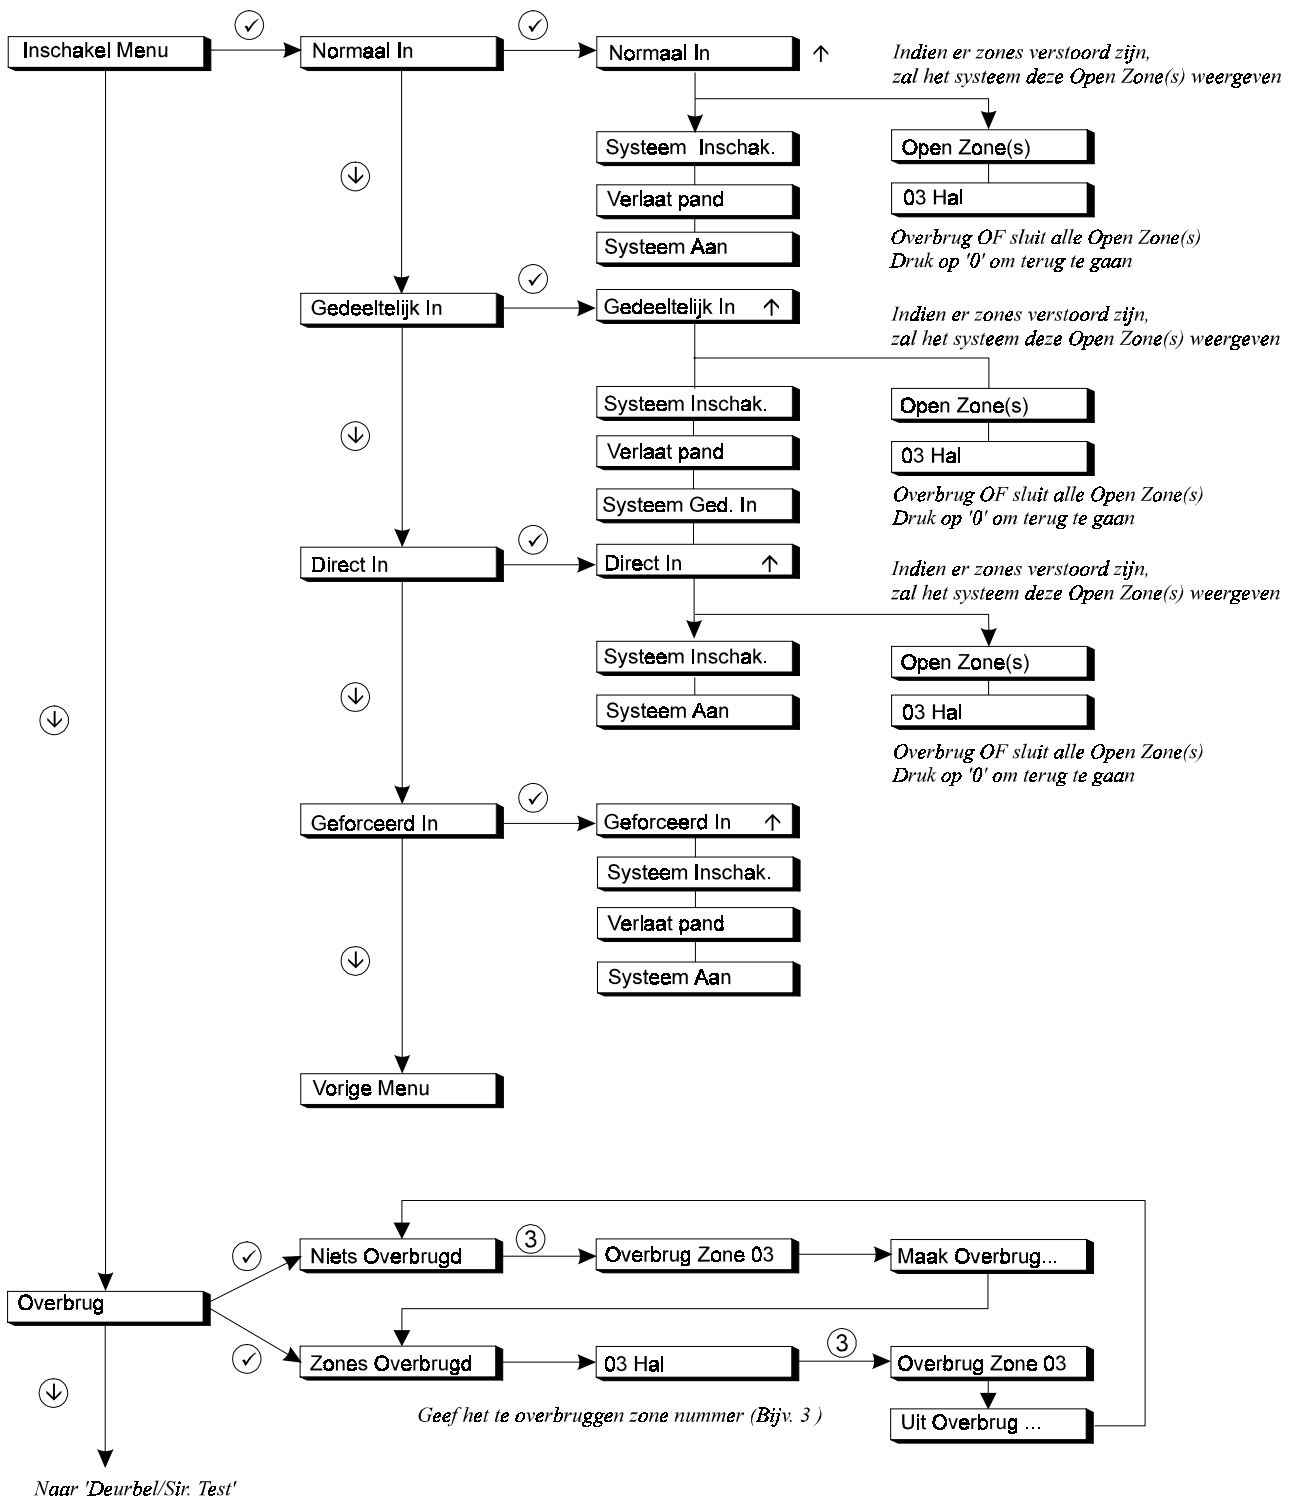 Inschakel Menu
Normaal In
Normaal In
Indien er zones verstoord zijn,
zal het systeem deze Open Zone(s) weergeven
Systeem Inschak.
Open Zone(s)
Verlaat pand
03 Hal
Systeem Aan
Overbrug OF sluit alle Open Zone(s)
Druk op '0' om terug te gaan
Gedeeltelijk In
Gedeeltelijk In
Indien er zones verstoord zijn,
zal het systeem deze Open Zone(s) weergeven
Systeem Inschak.
Open Zone(s)
Verlaat pand
03 Hal
Systeem Ged. In
Overbrug OF sluit alle Open Zone(s)
Druk op '0' om terug te gaan
Direct In
Direct In
Indien er zones verstoord zijn,
zal het systeem deze Open Zone(s) weergeven
Systeem Inschak.
Open Zone(s)
Systeem Aan
03 Hal
Overbrug OF sluit alle Open Zone(s)
Druk op '0' om terug te gaan
Geforceerd In
Geforceerd In
Systeem Inschak.
Verlaat pand
Systeem Aan
Vorige Menu
Niets Overbrugd
3
Overbrug Zone 03
Maak Overbrug...
Overbrug
Zones Overbrugd
03 Hal
3
Overbrug Zone 03
Geef het te overbruggen zone nummer (Bijv. 3 )
Uit Overbrug ...
Naar 'Deurbel/Sir. Test'